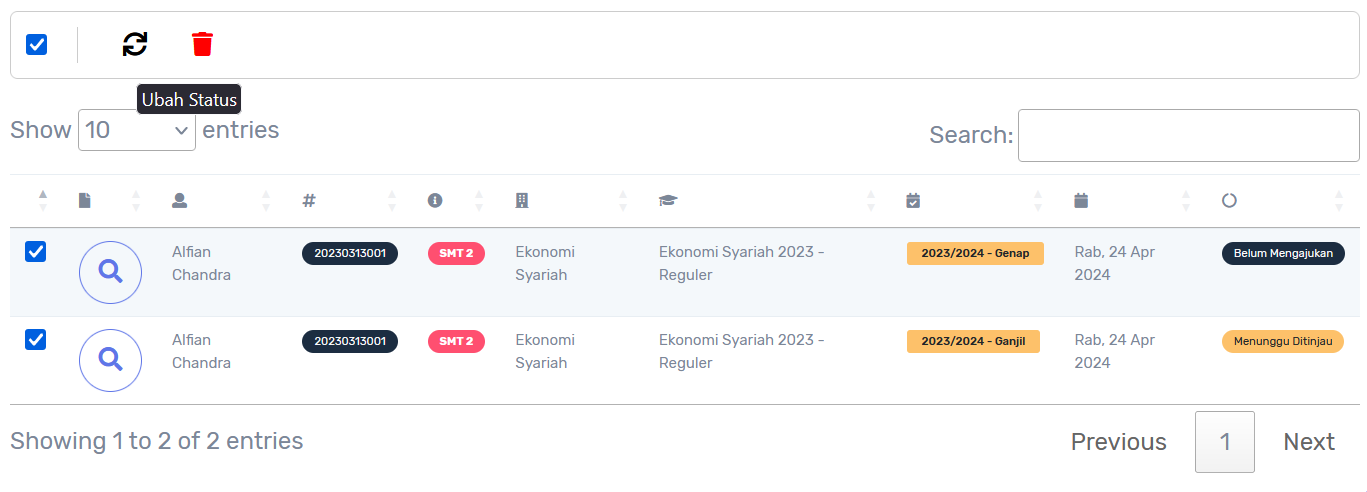 Ubah Status
Show 10 entries
Search:
#
Alfian 20230313001 SMT 2 Ekonomi Ekonomi Syariah 2023 - 2023/2024 - Genap Rab, 24 Apr Belum Mengajukan
Chandra Syariah Reguler 2024
Alfian 20230313001 SMT 2 Ekonomi Ekonomi Syariah 2023 - 2023/2024 - Ganjil Rab, 24 Apr Menunggu Ditinjau
Chandra Syariah Reguler 2024
Showing 1 to 2 of 2 entries
Previous 1 Next